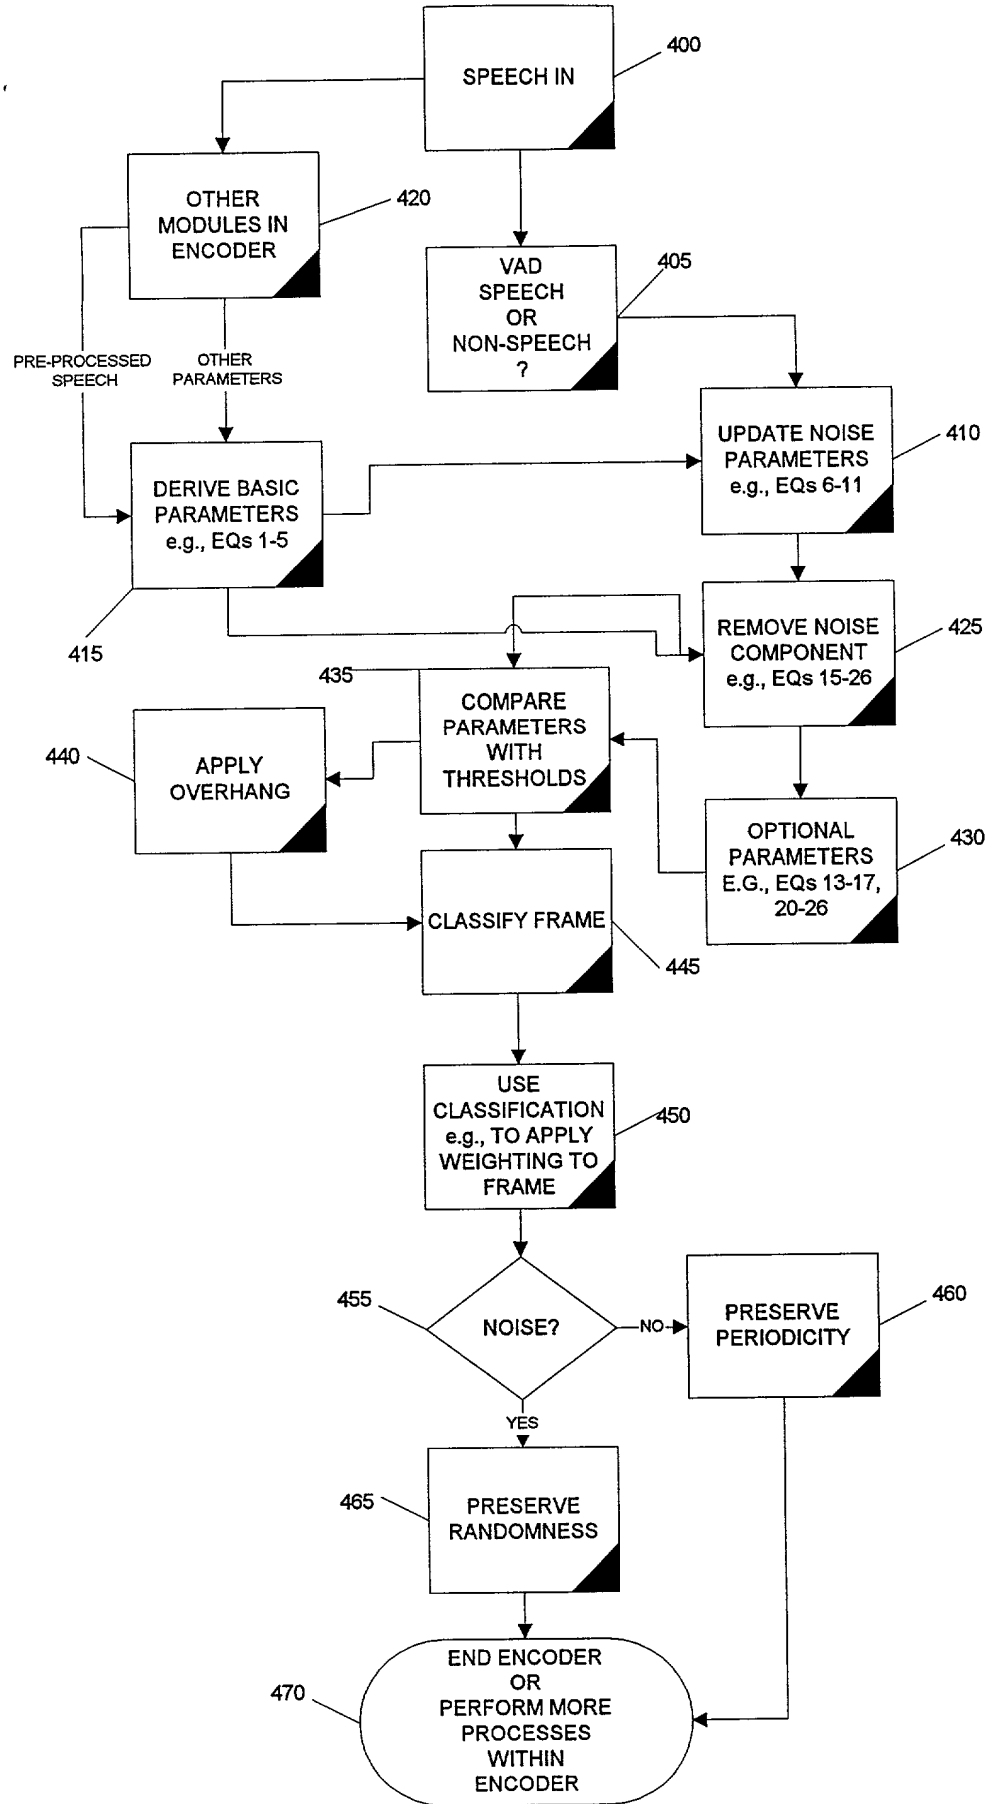 400
SPEECH IN
OTHER
MODULES IN
ENCODER
420
VAD
SPEECH
OR
NON-SPEECH
?
405
PRE-PROCESSED
SPEECH
OTHER
PARAMETERS
UPDATE NOISE
PARAMETERS
e.g., EQs 6-11
410
DERIVE BASIC
PARAMETERS
e.g., EQs 1-5
415
REMOVE NOISE
COMPONENT
e.g., EQs 15-26
425
435
COMPARE
PARAMETERS
WITH
THRESHOLDS
440
APPLY
OVERHANG
OPTIONAL
PARAMETERS
E.G., EQs 13-17,
20-26
430
CLASSIFY FRAME
445
USE
CLASSIFICATION
e.g., TO APPLY
WEIGHTING TO
FRAME
450
455
NOISE?
NO
PRESERVE
PERIODICITY
460
YES
465
PRESERVE
RANDOMNESS
470
END ENCODER
OR
PERFORM MORE
PROCESSES
WITHIN
ENCODER